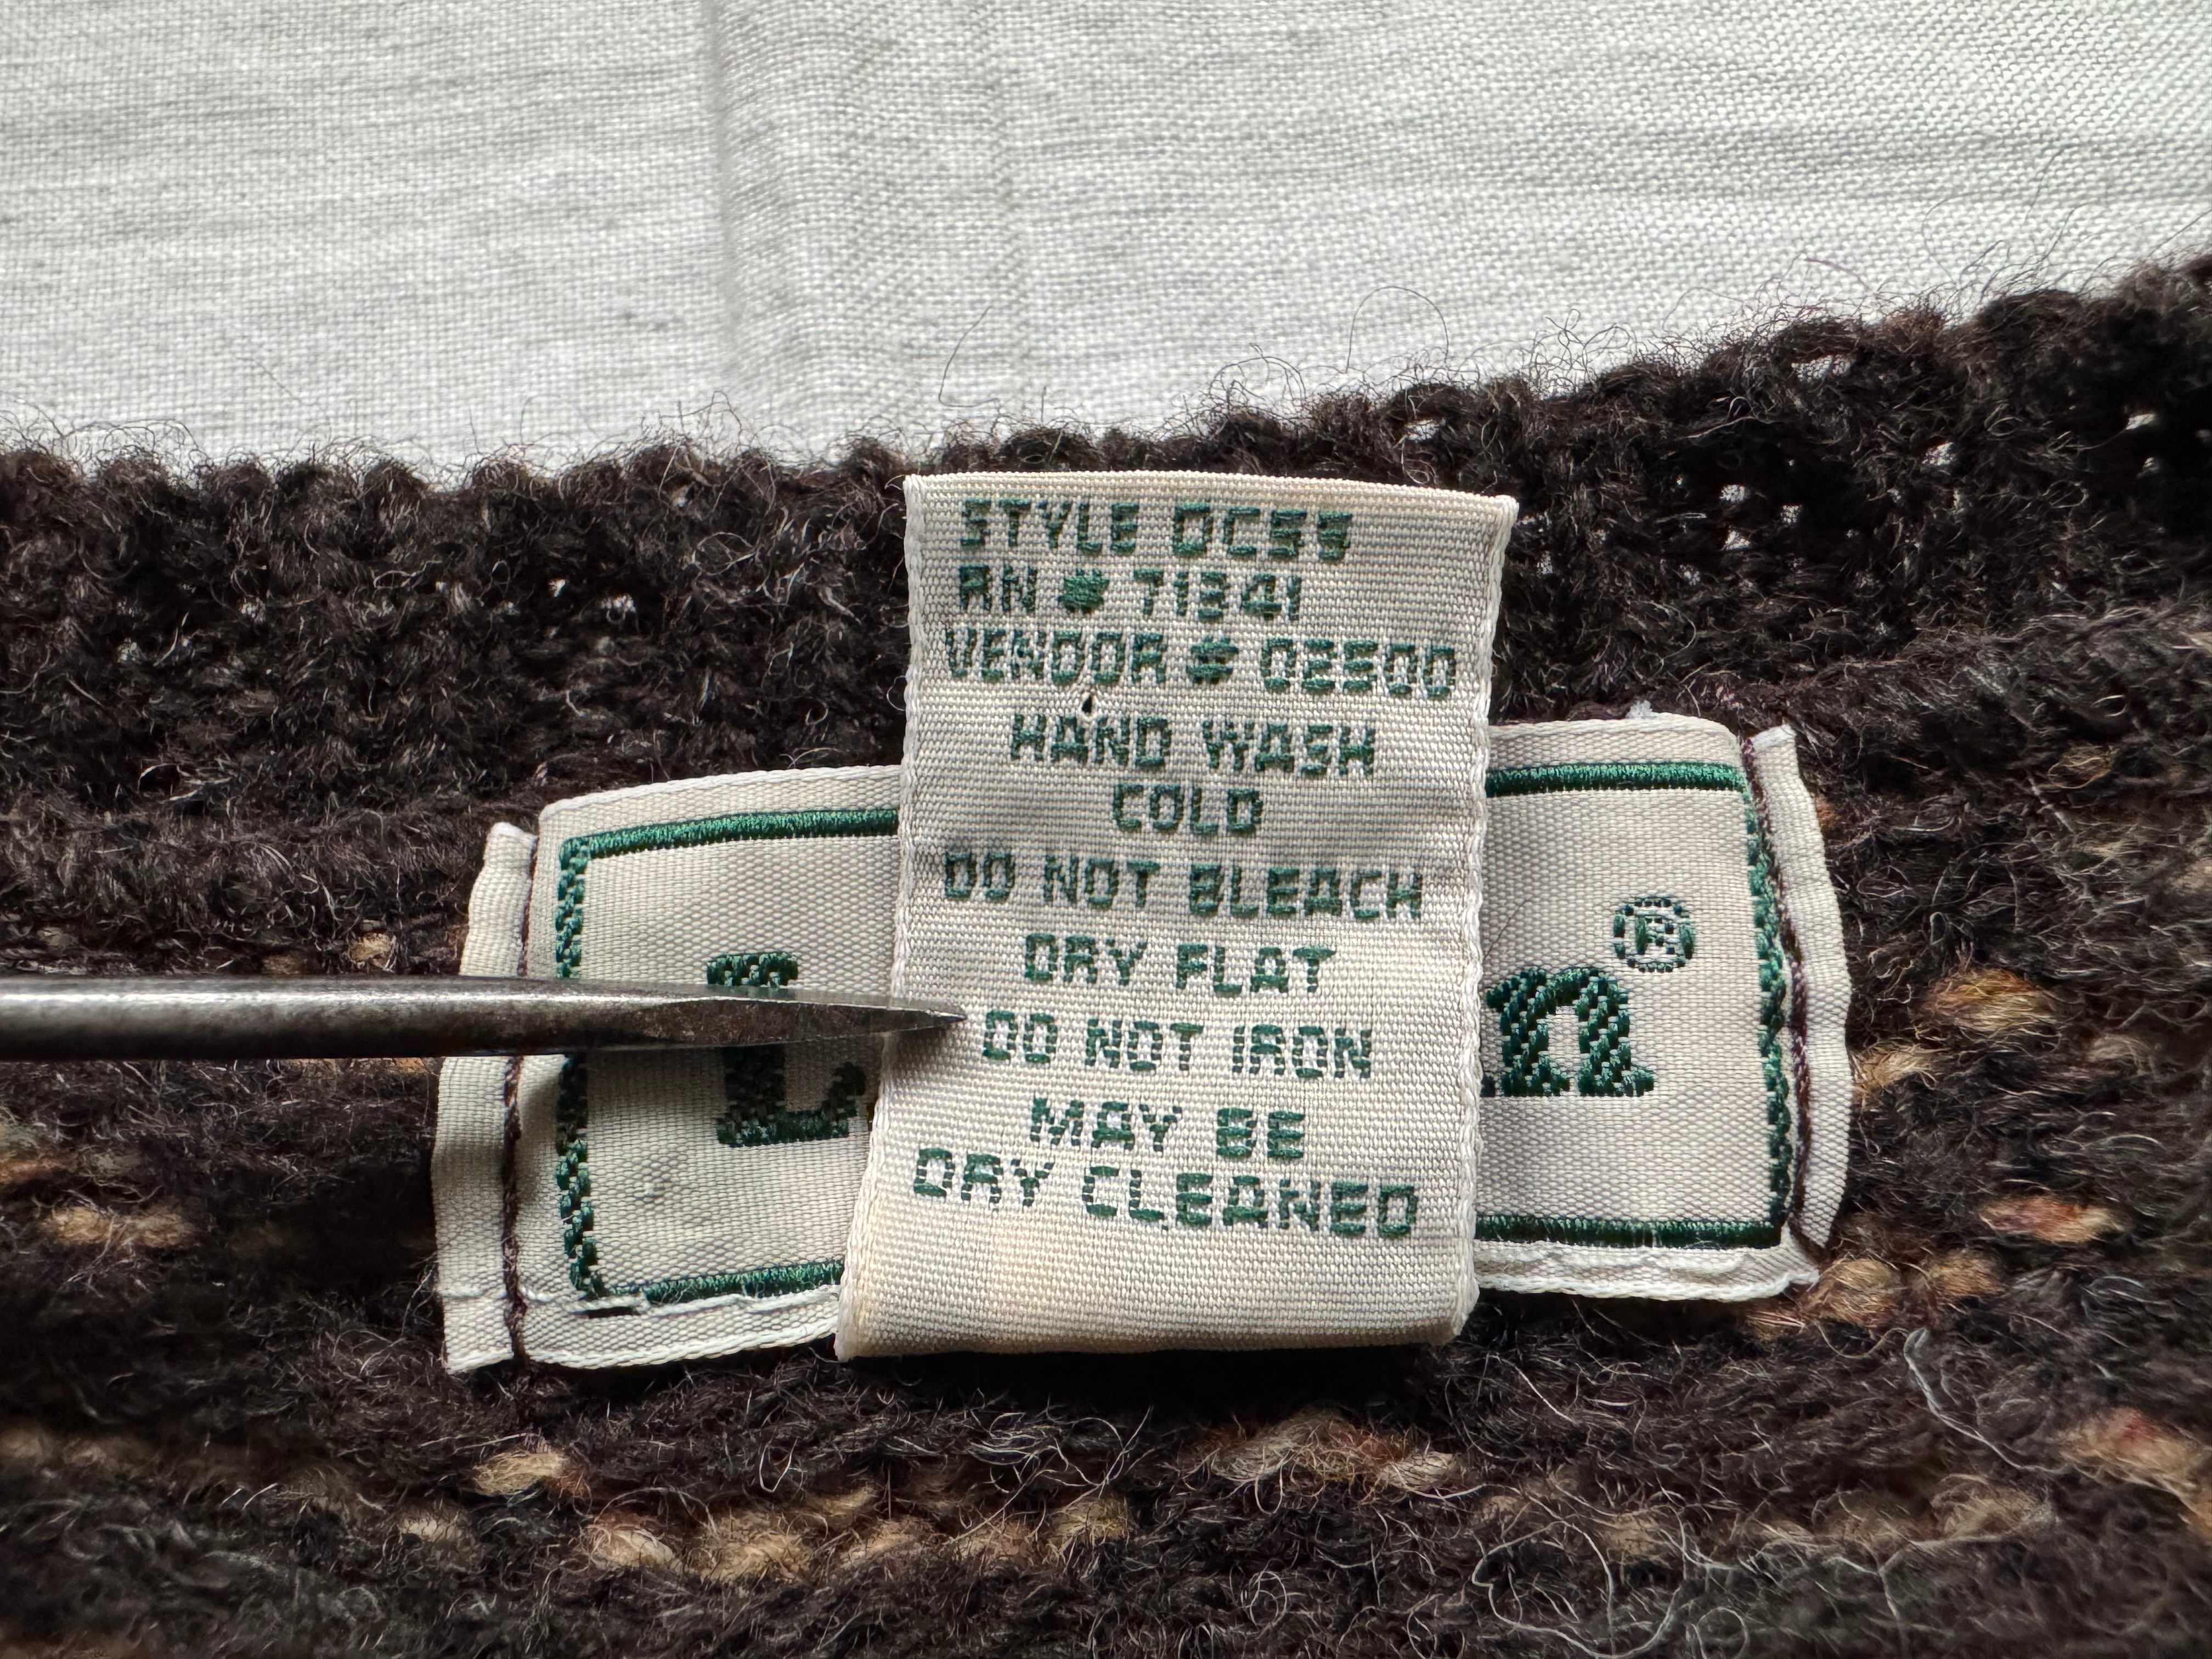 STYLE DC55
RN # 71341
VENDOR # 02500
HAND WASH
COLD
DO NOT BLEACH
DRY FLAT
DO NOT IRON
MAY BE
DRY CLEANED
®